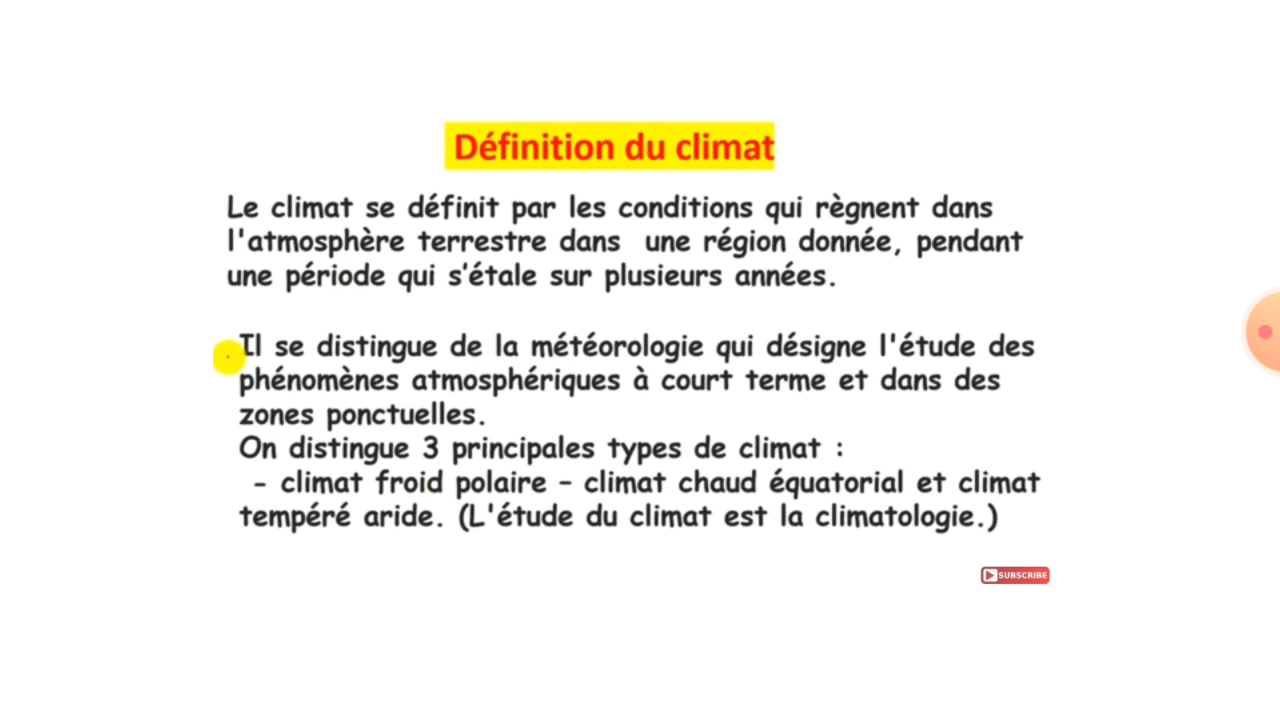 Définition du climat
Le climat se définit par les conditions qui règnent dans
l'atmosphère terrestre dans une région donnée, pendant
une période qui s'étale sur plusieurs années.
Il se distingue de la météorologie qui désigne l'étude des
phénomènes atmosphériques à court terme et dans des
zones ponctuelles.
On distingue 3 principales types de climat :
- climat froid polaire – climat chaud équatorial et climat
tempéré aride. (L'étude du climat est la climatologie.)
SUBSCRIBE